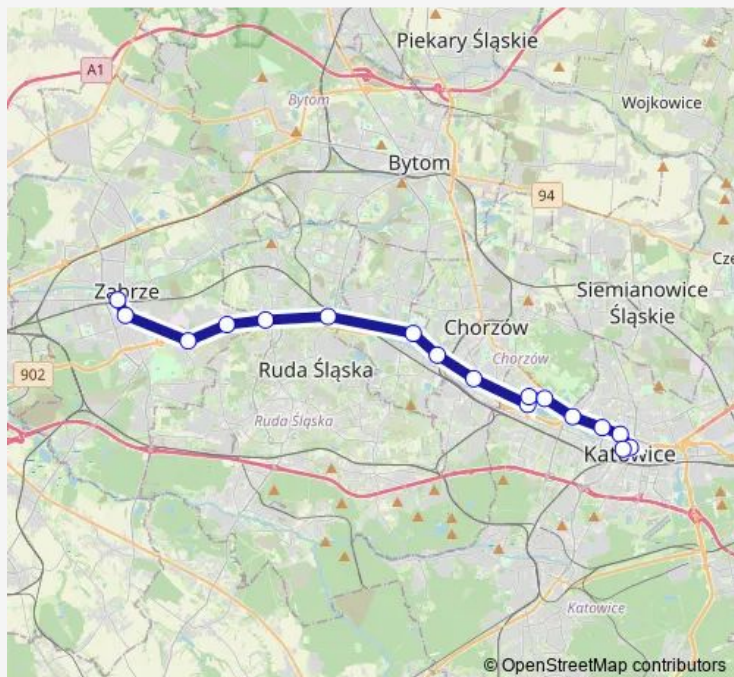 Piekary Śląskie
A1
Bytom
Wojkowice
Bytom
94
Cze
Zabrze
Siemianowice
Śląskie
Chorzów
Chorzów
902
Ruda Śląska
Ruda Śląska
Katowice
Katowice
© OpenStreetMap contributors